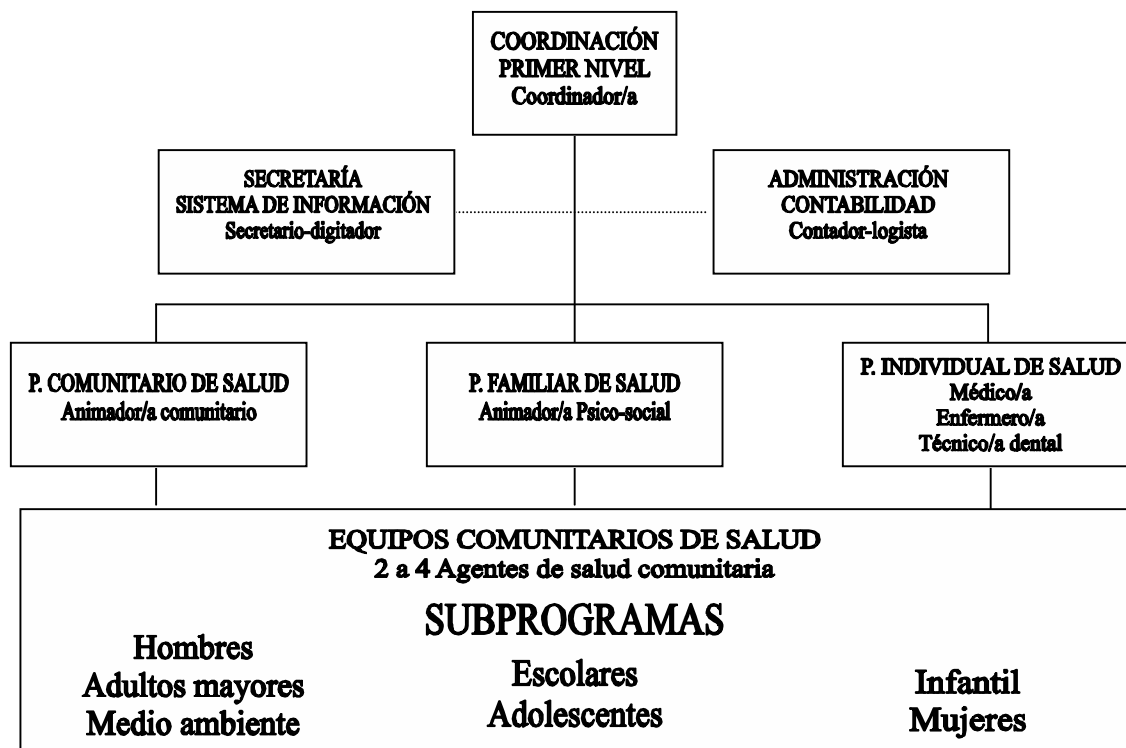 COORDINACIÓN
PRIMER NIVEL
Coordinador/a
SECRETARÍA
SISTEMA DE INFORMACIÓN
Secretario-digitador
ADMINISTRACIÓN
CONTABILIDAD
Contador-logista
P. COMUNITARIO DE SALUD
Animador/a comunitario
P. FAMILIAR DE SALUD
Animador/a Psico-social
P. INDIVIDUAL DE SALUD
Médico/a
Enfermero/a
Técnico/a dental
EQUIPOS COMUNITARIOS DE SALUD
2 a 4 Agentes de salud comunitaria
SUBPROGRAMAS
Hombres
Adultos mayores
Medio ambiente
Escolares
Adolescentes
Infantil
Mujeres